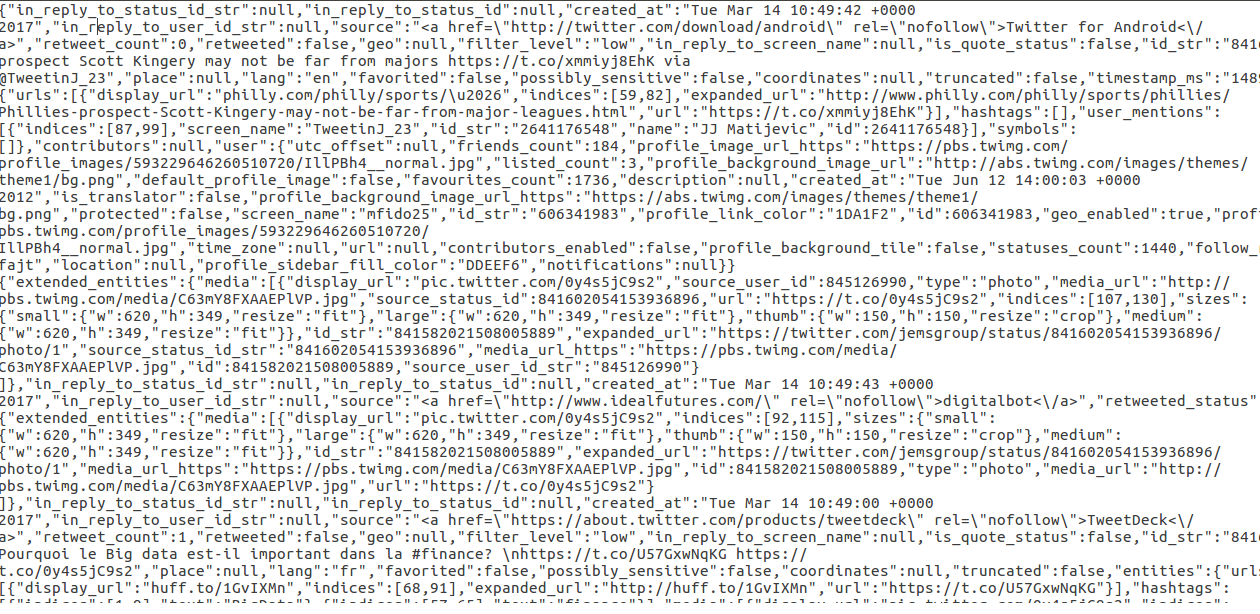 {"in_reply_to_status_id_str":null,"in_reply_to_status_id":null,"created_at":"Tue Mar 14 10:49:42 +0000
2017","in_reply_to_user_id_str":null,"source":"<a href=\"http://twitter.com/download/android\" rel=\"nofollow\">Twitter for Android<\/
a>","retweet_count":0,"retweeted":false,"geo":null,"filter_level":"low","in_reply_to_screen_name":null,"is_quote_status":false,"id_str":"841
prospect Scott Kingery may not be far from majors https://t.co/xmmiyj8EhK via
@TweetinJ_23","place":null,"lang":"en","favorited":false,"possibly_sensitive":false,"coordinates":null,"truncated":false,"timestamp_ms":"1489
{"urls":[{"display_url":"philly.com/philly/sports/\u2026","indices":[59,82],"expanded_url":"http://www.philly.com/philly/sports/phillies/
Phillies-prospect-Scott-Kingery-may-not-be-far-from-major-leagues.html","url":"https://t.co/xmmiyj8EhK"}],"hashtags":[],"user_mentions":
[{"indices":[87,99],"screen_name":"TweetinJ_23","id_str":"2641176548","name":"JJ Matijevic","id":2641176548}],"symbols":
[]},"contributors":null,"user":{"utc_offset":null,"friends_count":184,"profile_image_url_https":"https://pbs.twimg.com/
profile_images/593229646260510720/IllPBh4__normal.jpg","listed_count":3,"profile_background_image_url":"http://abs.twimg.com/images/themes/
theme1/bg.png","default_profile_image":false,"favourites_count":1736,"description":null,"created_at":"Tue Jun 12 14:00:03 +0000
2012","is_translator":false,"profile_background_image_url_https":"https://abs.twimg.com/images/themes/theme1/
bg.png","protected":false,"screen_name":"mfido25","id_str":"606341983","profile_link_color":"1DA1F2","id":606341983,"geo_enabled":true,"prof
pbs.twimg.com/profile_images/593229646260510720/
IllPBh4__normal.jpg","time_zone":null,"url":null,"contributors_enabled":false,"profile_background_tile":false,"statuses_count":1440,"follow_
fajt","location":null,"profile_sidebar_fill_color":"DDEEF6","notifications":null}}
{"extended_entities":{"media":[{"display_url":"pic.twitter.com/0y4s5jC9s2","source_user_id":845126990,"type":"photo","media_url":"http://
pbs.twimg.com/media/C63mY8FXAAEPlVP.jpg","source_status_id":841602054153936896,"url":"https://t.co/0y4s5jC9s2","indices":[107,130],"sizes":
{"small":{"w":620,"h":349,"resize":"fit"},"large":{"w":620,"h":349,"resize":"fit"},"thumb":{"w":150,"h":150,"resize":"crop"},"medium":
{"w":620,"h":349,"resize":"fit"}},"id_str":"841582021508005889","expanded_url":"https://twitter.com/jemsgroup/status/841602054153936896/
photo/1","source_status_id_str":"841602054153936896","media_url_https":"https://pbs.twimg.com/media/
C63mY8FXAAEPlVP.jpg","id":841582021508005889,"source_user_id_str":"845126990"}
]},"in_reply_to_status_id_str":null,"in_reply_to_status_id":null,"created_at":"Tue Mar 14 10:49:43 +0000
2017","in_reply_to_user_id_str":null,"source":"<a href=\"http://www.idealfutures.com/\" rel=\"nofollow\">digitalbot<\/a>","retweeted_status"
{"extended_entities":{"media":[{"display_url":"pic.twitter.com/0y4s5jC9s2","indices":[92,115],"sizes":{"small":
{"w":620,"h":349,"resize":"fit"},"large":{"w":620,"h":349,"resize":"fit"},"thumb":{"w":150,"h":150,"resize":"crop"},"medium":
{"w":620,"h":349,"resize":"fit"}},"id_str":"841582021508005889","expanded_url":"https://twitter.com/jemsgroup/status/841602054153936896/
photo/1","media_url_https":"https://pbs.twimg.com/media/C63mY8FXAAEPlVP.jpg","id":841582021508005889,"type":"photo","media_url":"http://
pbs.twimg.com/media/C63mY8FXAAEPlVP.jpg","url":"https://t.co/0y4s5jC9s2"}
]},"in_reply_to_status_id_str":null,"in_reply_to_status_id":null,"created_at":"Tue Mar 14 10:49:00 +0000
2017","in_reply_to_user_id_str":null,"source":"<a href=\"https://about.twitter.com/products/tweetdeck\" rel=\"nofollow\">TweetDeck<\/
a>","retweet_count":1,"retweeted":false,"geo":null,"filter_level":"low","in_reply_to_screen_name":null,"is_quote_status":false,"id_str":"841
Pourquoi le Big data est-il important dans la #finance? \nhttps://t.co/U57GxwNqKG https://
t.co/0y4s5jC9s2","place":null,"lang":"fr","favorited":false,"possibly_sensitive":false,"coordinates":null,"truncated":false,"entities":{"url
[{"display_url":"huff.to/1GvIXMn","indices":[68,91],"expanded_url":"http://huff.to/1GvIXMn","url":"https://t.co/U57GxwNqKG"}],"hashtags":